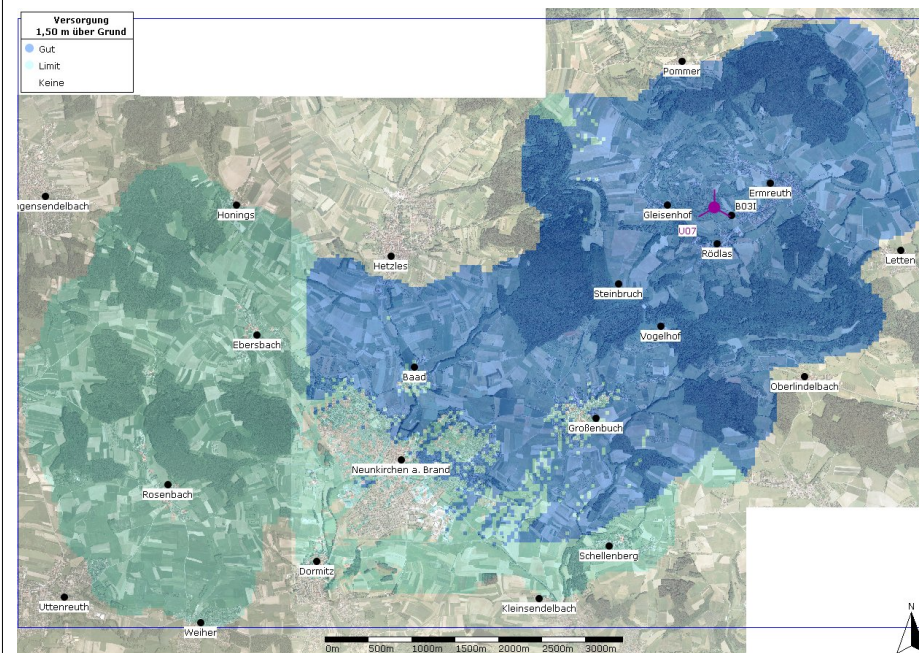 Versorgung
1,50 m über Grund
Gut
Limit
Keine
Pommer
Ermreuth
ngensendelbach
Honings
Gleisenhof
B03I
U07
Rödlas
Hetzles
Letten
Steinbruch
Ebersbach
Vogelhof
Baad
Oberlindelbach
Großenbuch
Neunkirchen a. Brand
Rosenbach
Schellenberg
Dormitz
Uttenreuth
Kleinsendelbach
Weiher
N
0m 500m 1000m 1500m 2000m 2500m 3000m